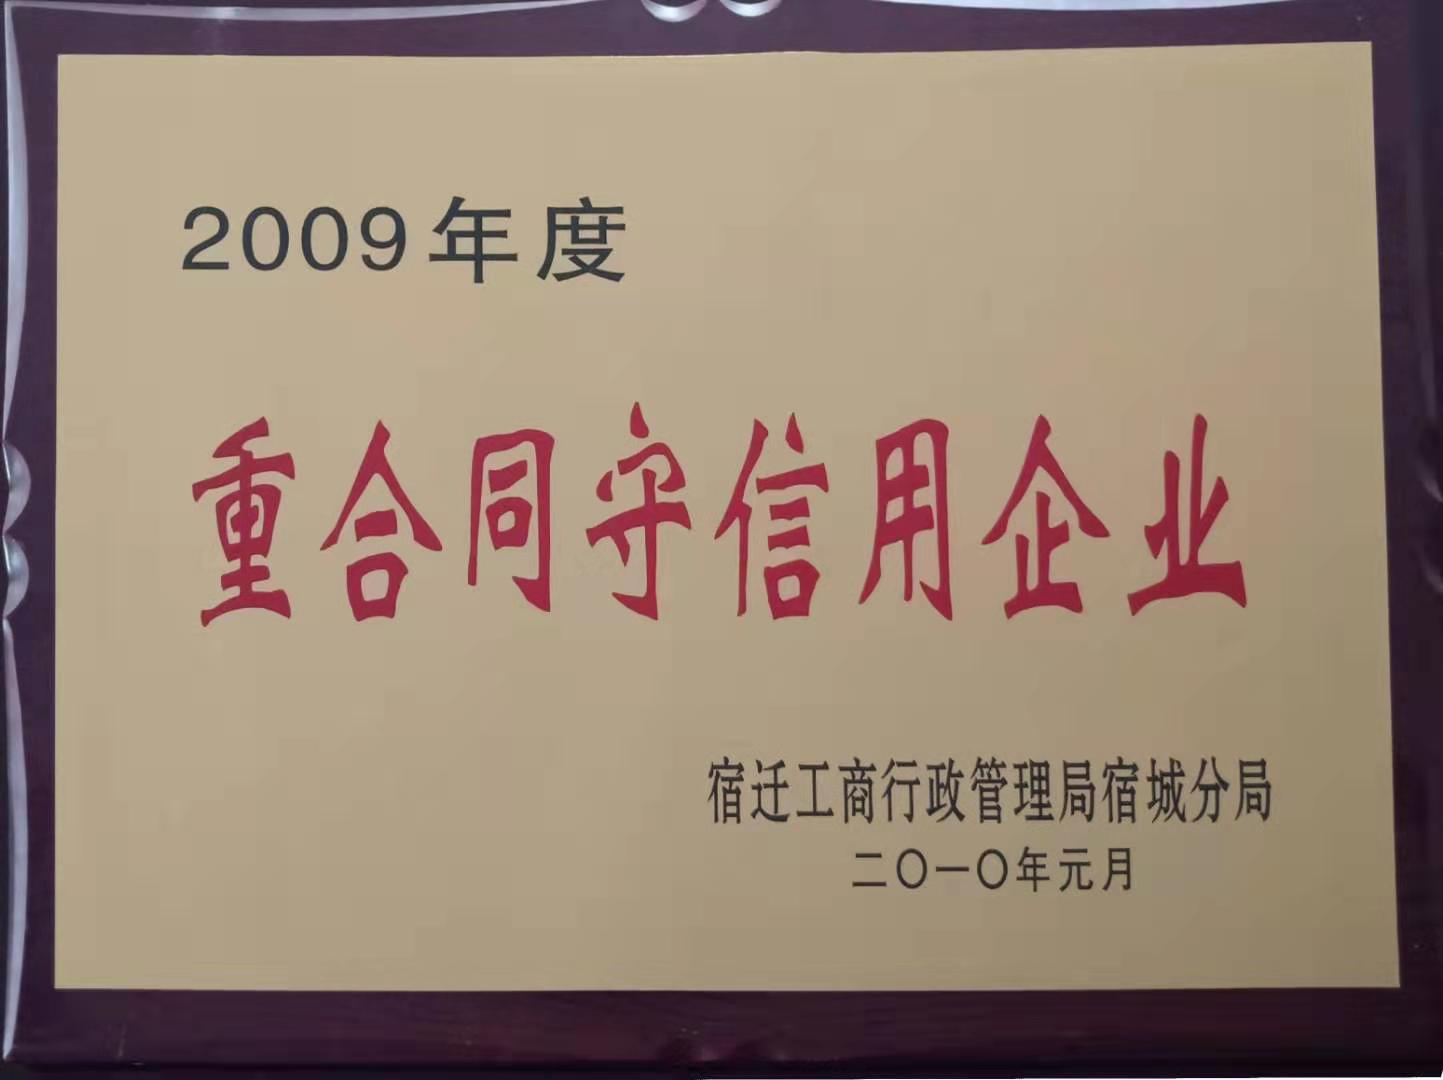 2009年度
重合同守信用企业
宿迁工商行政管理局宿城分局
二〇一〇年元月